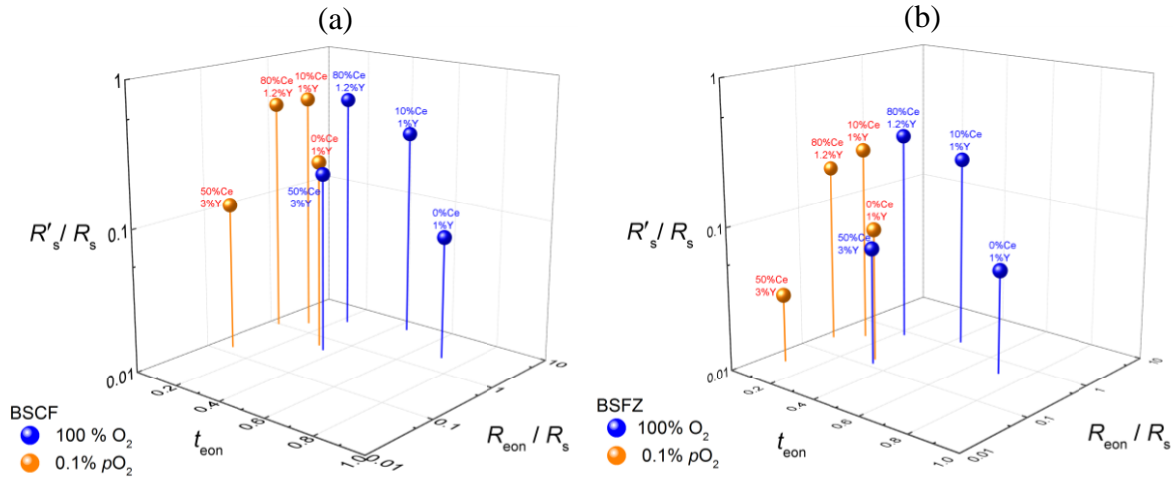 (a)
(b)
1
80%Ce
1.2%Y
10%Ce
1%Y
80%Ce
1.2%Y
10%Ce
1%Y
0%Ce
1%Y
50%Ce
3%Y
50%Ce
3%Y
0%Ce
1%Y
R's / Rs
0.1
0.01
0.2
0.4
0.6
0.8
1.0
teon
0.01
0.1
1
10
Reon / Rs
BSCF
100 % O2
0.1% pO2
1
80%Ce
1.2%Y
10%Ce
1%Y
10%Ce
1%Y
80%Ce
1.2%Y
0%Ce
1%Y
50%Ce
3%Y
0%Ce
1%Y
50%Ce
3%Y
R's / Rs
0.1
0.01
0.2
0.4
0.6
0.8
1.0
teon
0.01
0.1
1
10
Reon / Rs
BSFZ
100% O2
0.1% pO2